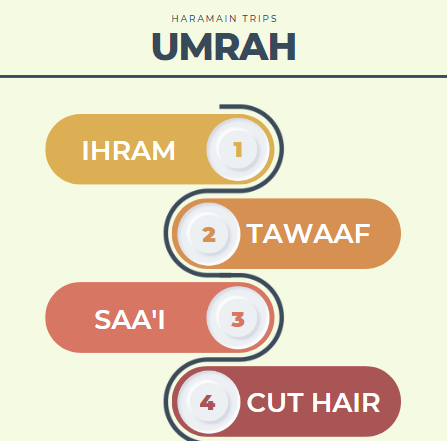 HARAMAIN TRIPS
UMRAH
IHRAM 1
2 TAWAAF
SAA'I 3
4 CUT HAIR